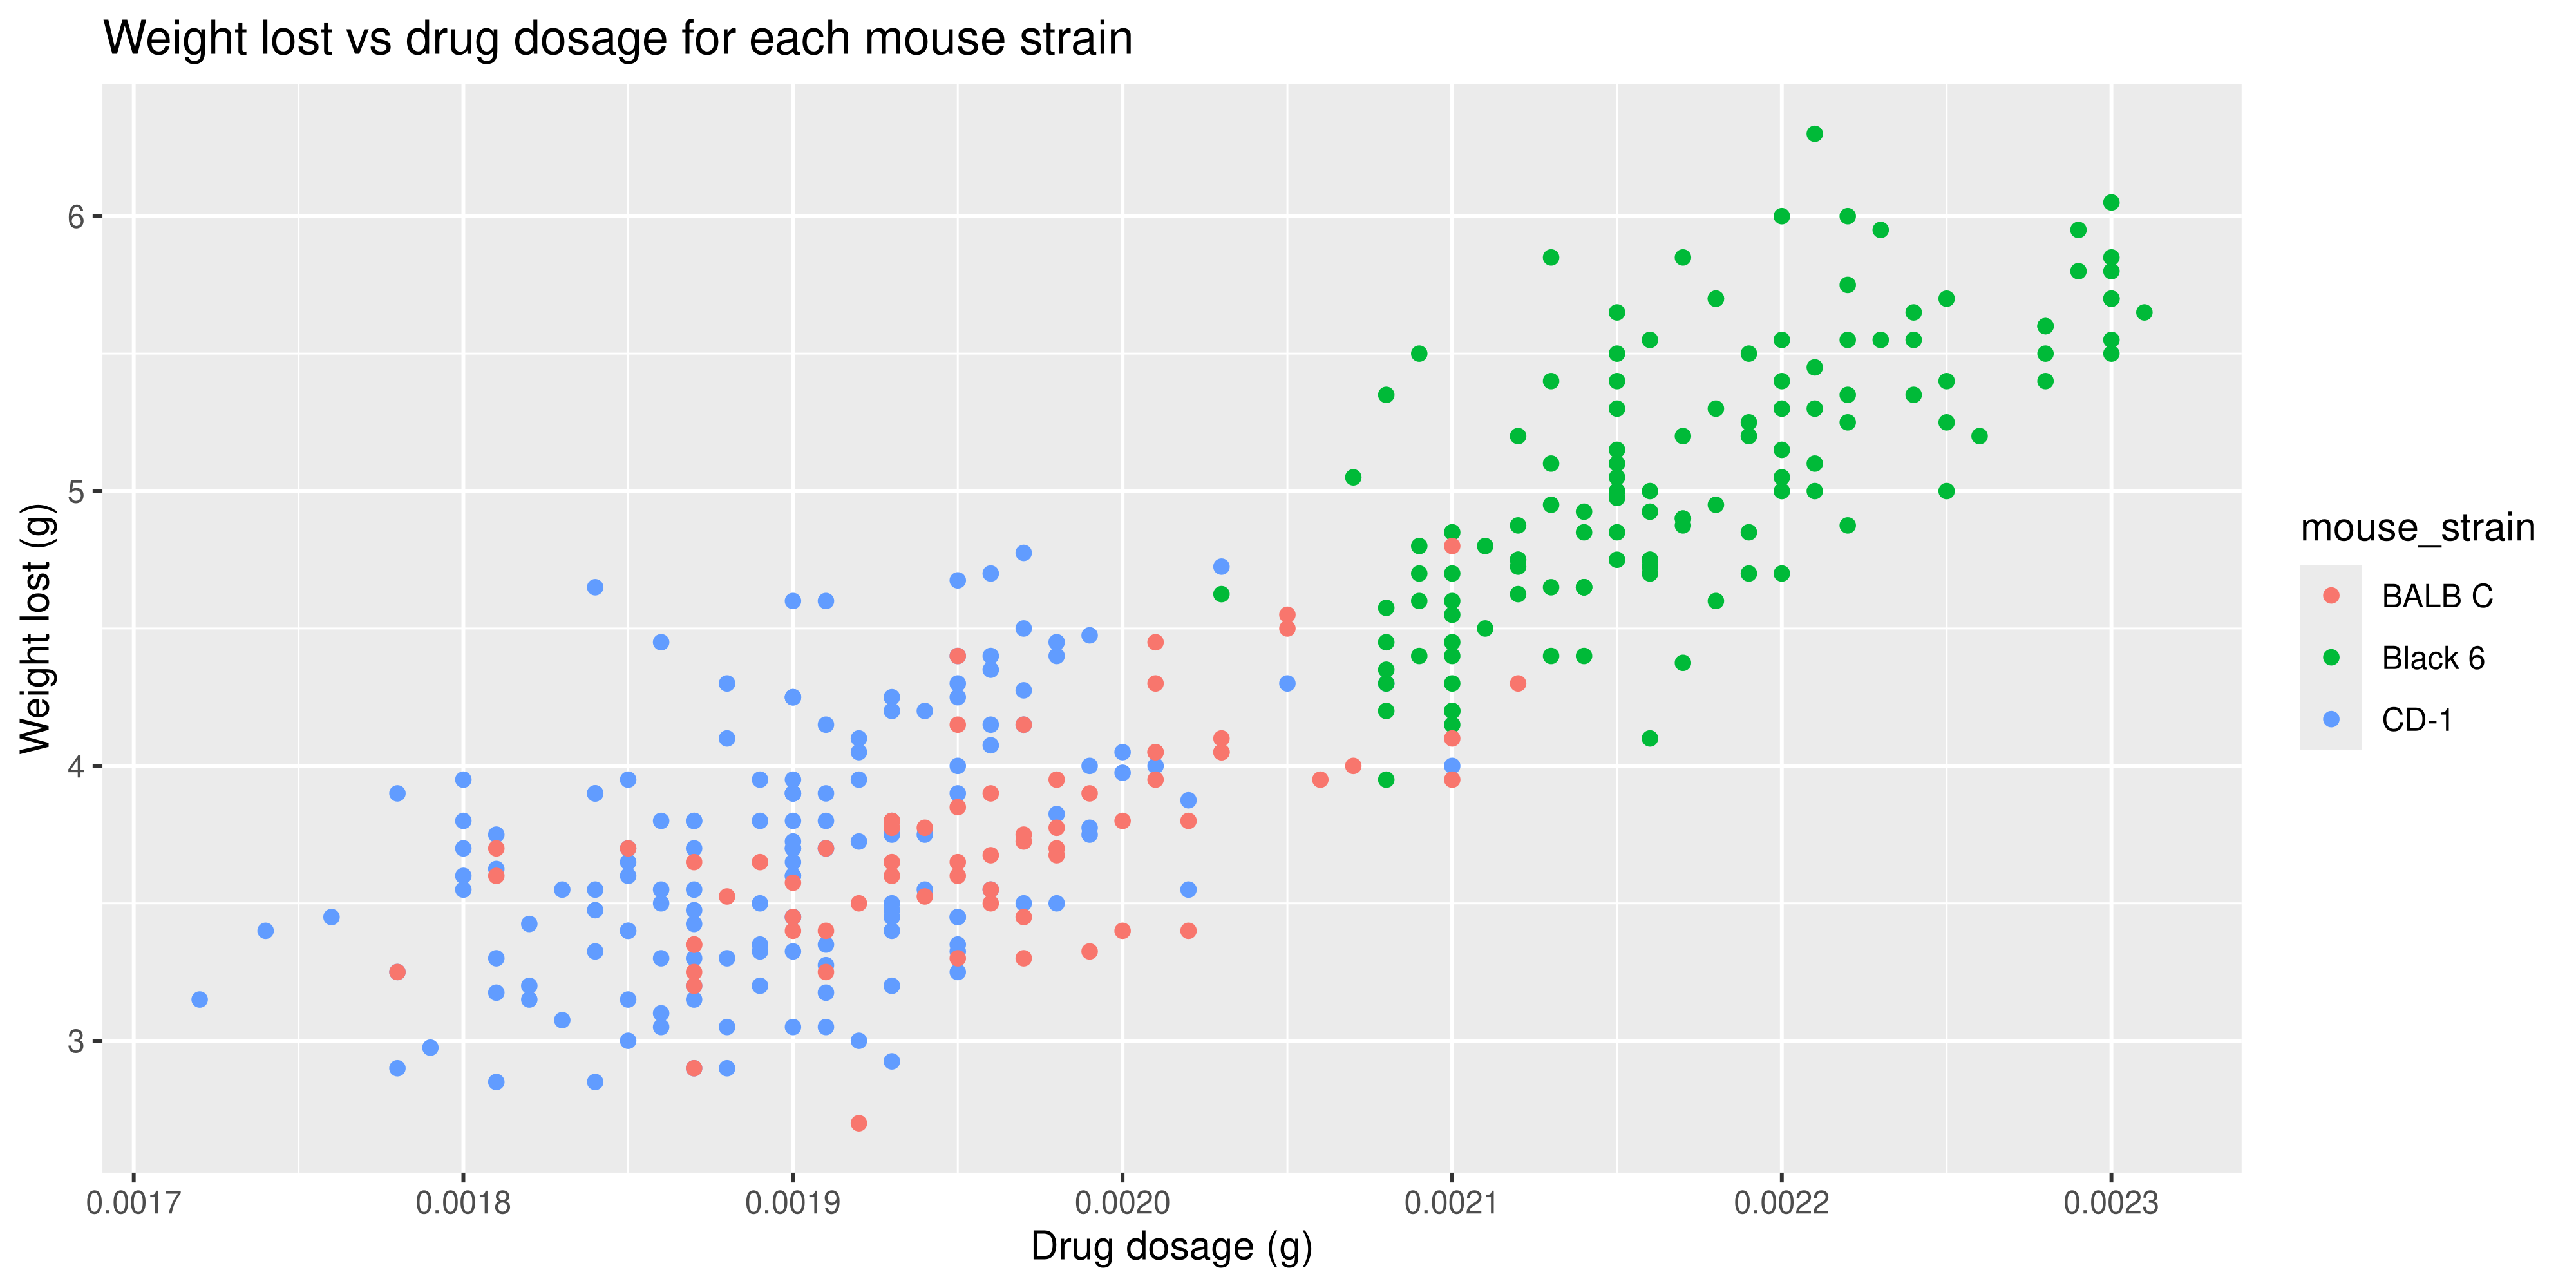 Weight lost vs drug dosage for each mouse strain
6
5
4
3
Weight lost (g)
0.0017 0.0018 0.0019 0.0020 0.0021 0.0022 0.0023
Drug dosage (g)
mouse_strain
BALB C
Black 6
CD-1